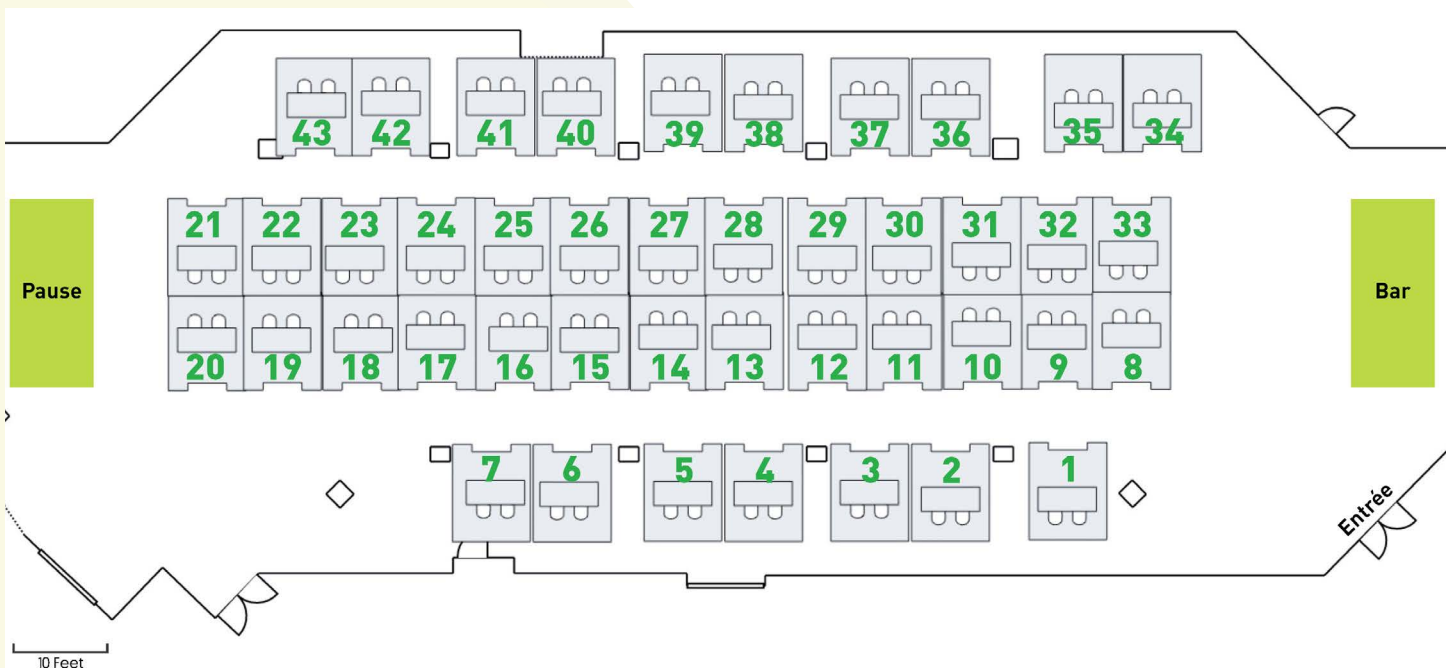 43 42 41 40 39 38 37 36 35 34
21 22 23 24 25 26 27 28 29 30 31 32 33
Pause
Bar
20 19 18 17 16 15 14 13 12 11 10 9 8
7 6 5 4 3 2 1
Entrée
10 Feet